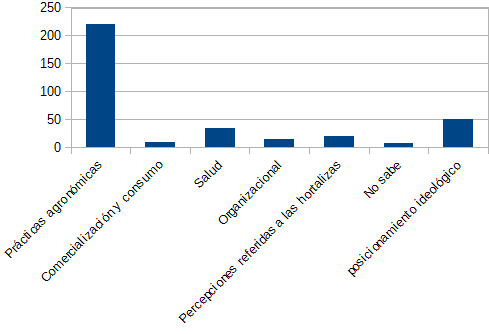 250
200
150
100
50
0
Prácticas agronómicas
Comercialización y consumo
Salud
Organizacional
Percepciones referidas a las hortalizas
No sabe
posicionamiento ideológico